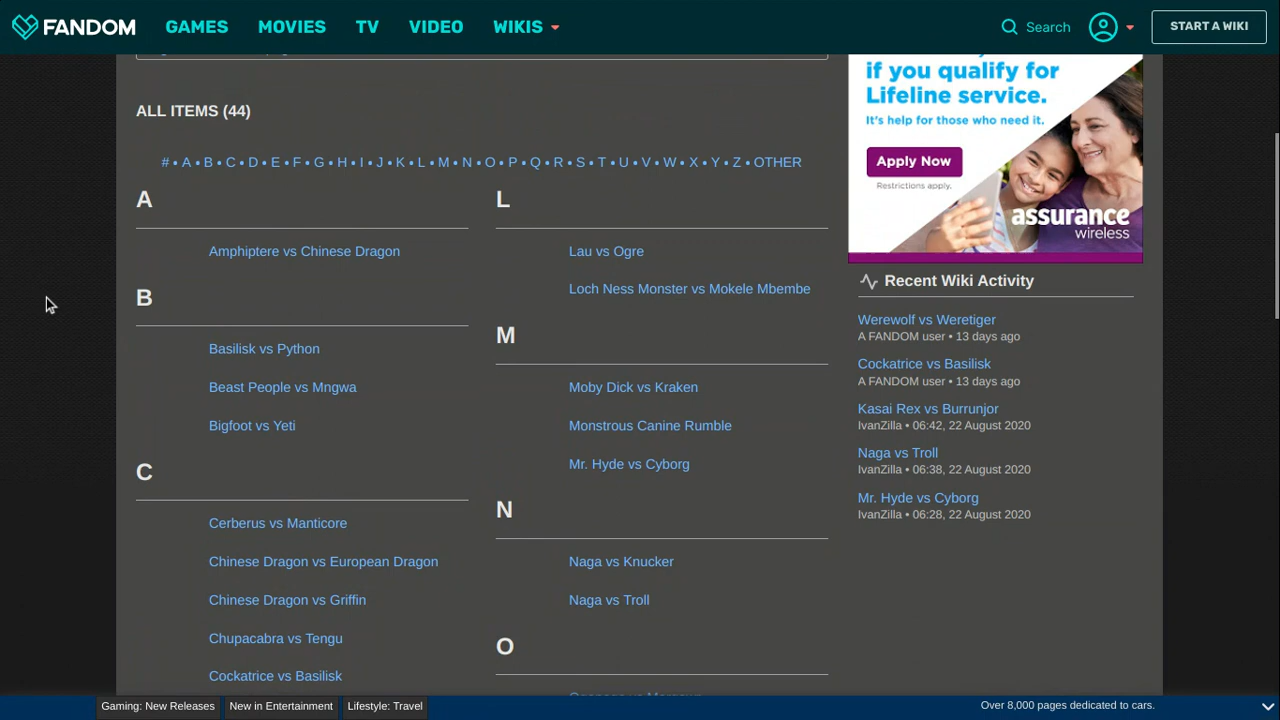 FANDOM GAMES MOVIES TV VIDEO WIKIS Search START A WIKI
ALL ITEMS (44)
# • A • B • C • D • E • F • G • H • I • J • K • L • M • N • O • P • Q • R • S • T • U • V • W • X • Y • Z • OTHER
A
Amphiptere vs Chinese Dragon
B
Basilisk vs Python
Beast People vs Mngwa
Bigfoot vs Yeti
C
Cerberus vs Manticore
Chinese Dragon vs European Dragon
Chinese Dragon vs Griffin
Chupacabra vs Tengu
Cockatrice vs Basilisk
L
Lau vs Ogre
Loch Ness Monster vs Mokele Mbembe
M
Moby Dick vs Kraken
Monstrous Canine Rumble
Mr. Hyde vs Cyborg
N
Naga vs Knucker
Naga vs Troll
O
if you qualify for
Lifeline service.
It's help for those who need it.
Apply Now
Restrictions apply.
assurance
wireless
Recent Wiki Activity
Werewolf vs Weretiger
A FANDOM user • 13 days ago
Cockatrice vs Basilisk
A FANDOM user • 13 days ago
Kasai Rex vs Burrunjor
IvanZilla • 06:42, 22 August 2020
Naga vs Troll
IvanZilla • 06:38, 22 August 2020
Mr. Hyde vs Cyborg
IvanZilla • 06:28, 22 August 2020
Gaming: New Releases New in Entertainment Lifestyle: Travel Over 8,000 pages dedicated to cars.